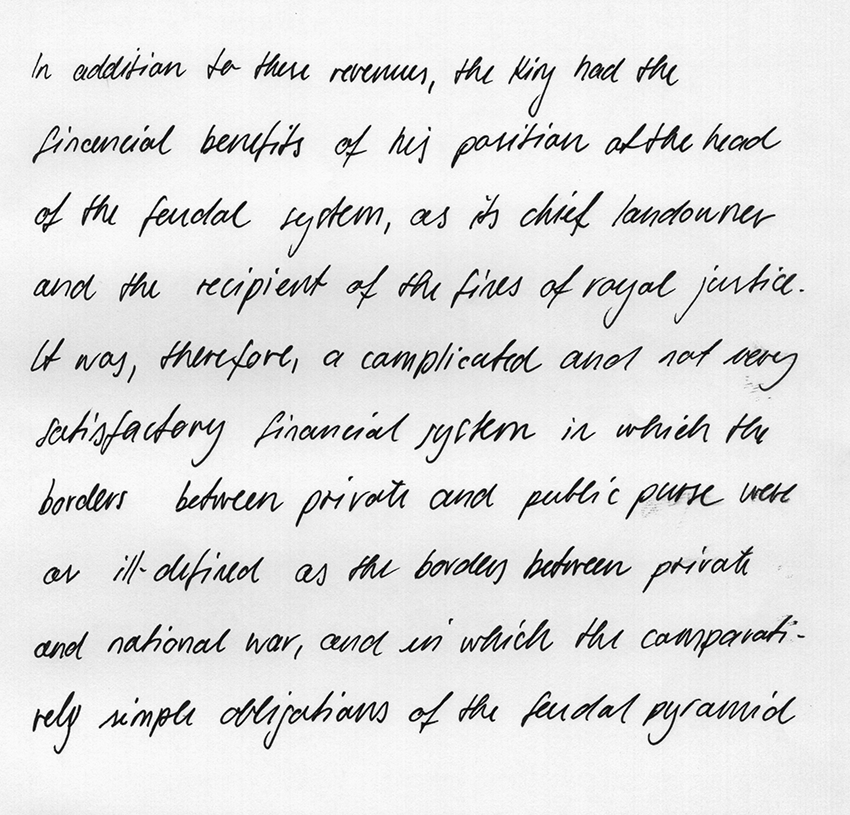 In addition to these revenues, the King had the
financial benefits of his position at the head
of the feudal system, as its chief landowner
and the recipient of the fines of royal justice.
It was, therefore, a complicated and not very
satisfactory financial system in which the
borders between private and public purse were
as ill-defined as the borders between private
and national war, and in which the comparati-
vely simple obligations of the feudal pyramid